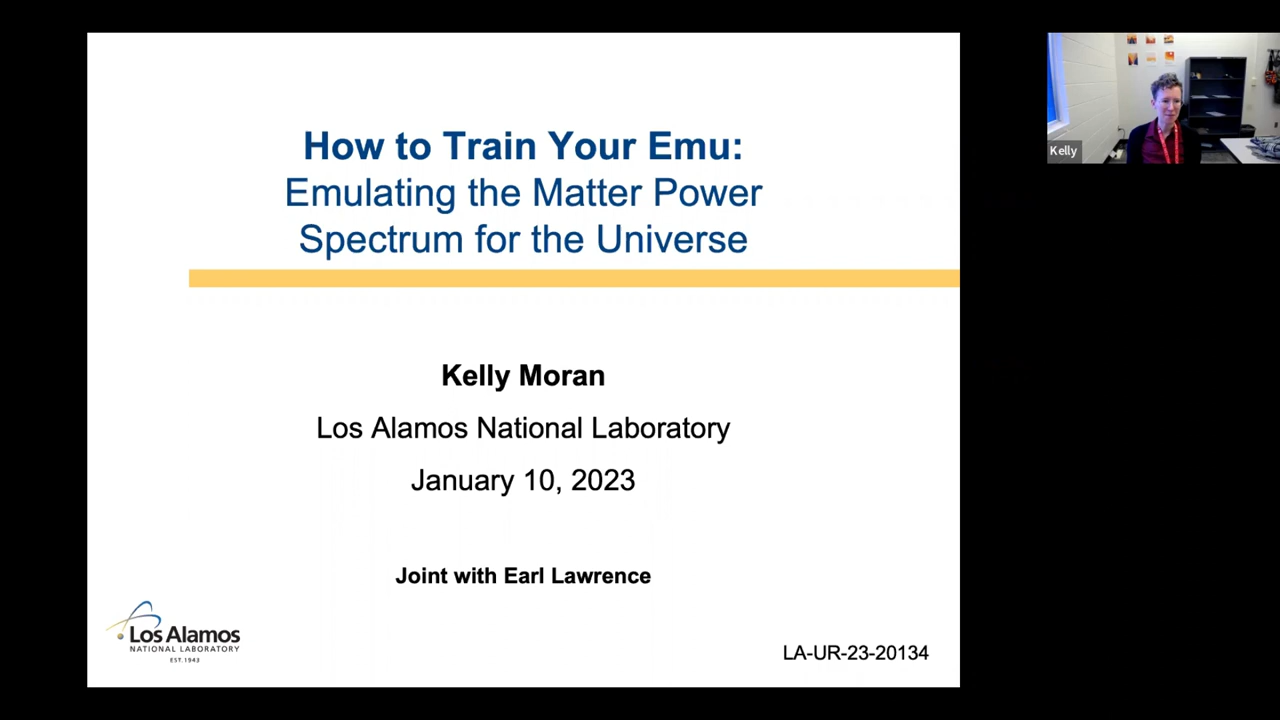 How to Train Your Emu:
Emulating the Matter Power
Spectrum for the Universe
Kelly Moran
Los Alamos National Laboratory
January 10, 2023
Joint with Earl Lawrence
Los Alamos
NATIONAL LABORATORY
EST. 1943
LA-UR-23-20134
Kelly